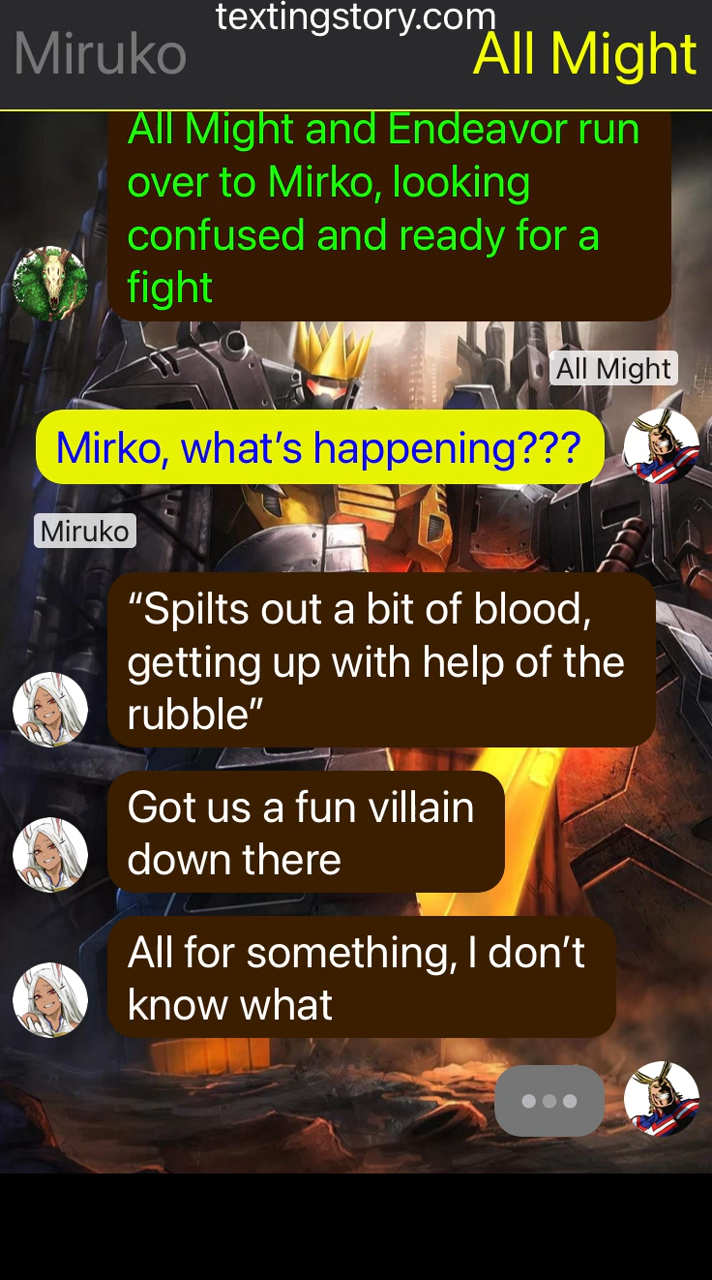 textingstory.com
Miruko
All Might
All Might and Endeavor run
over to Mirko, looking
confused and ready for a
fight
All Might
Mirko, what’s happening???
Miruko
“Spilts out a bit of blood,
getting up with help of the
rubble”
Got us a fun villain
down there
All for something, I don’t
know what